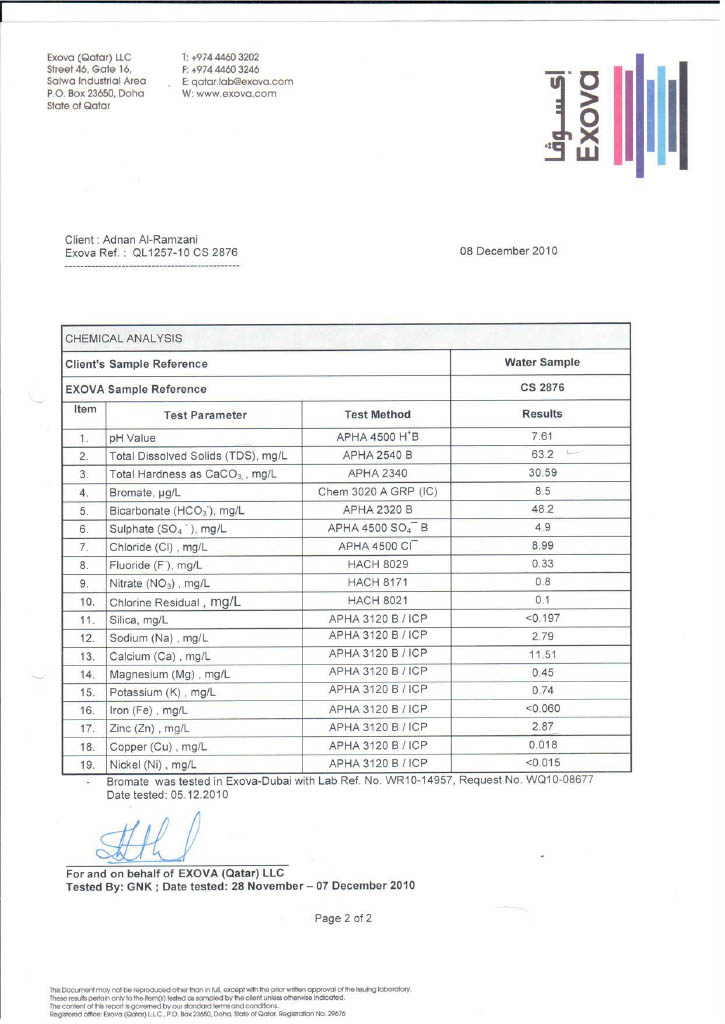 Exova (Qatar) LLC
Street 46, Gate 16,
Salwa Industrial Area
P.O. Box 23650, Doha
State of Qatar
T: +974 4460 3202
F: +974 4460 3246
E: qatar.lab@exova.com
W: www.exova.com
إكسوفا
Exova
Client : Adnan Al-Ramzani
Exova Ref. : QL1257-10 CS 2876
08 December 2010
CHEMICAL ANALYSIS
Client's Sample Reference Water Sample
EXOVA Sample Reference CS 2876
Item Test Parameter Test Method Results
1. pH Value APHA 4500 H⁺B 7.61
2. Total Dissolved Solids (TDS), mg/L APHA 2540 B 63.2
3. Total Hardness as CaCO₃, , mg/L APHA 2340 30.59
4. Bromate, µg/L Chem 3020 A GRP (IC) 8.5
5. Bicarbonate (HCO₃⁻), mg/L APHA 2320 B 48.2
6. Sulphate (SO₄⁻), mg/L APHA 4500 SO₄⁻ B 4.9
7. Chloride (Cl) , mg/L APHA 4500 Cl⁻ 8.99
8. Fluoride (F⁻), mg/L HACH 8029 0.33
9. Nitrate (NO₃) , mg/L HACH 8171 0.8
10. Chlorine Residual , mg/L HACH 8021 0.1
11. Silica, mg/L APHA 3120 B / ICP <0.197
12. Sodium (Na) , mg/L APHA 3120 B / ICP 2.79
13. Calcium (Ca) , mg/L APHA 3120 B / ICP 11.51
14. Magnesium (Mg) , mg/L APHA 3120 B / ICP 0.45
15. Potassium (K) , mg/L APHA 3120 B / ICP 0.74
16. Iron (Fe) , mg/L APHA 3120 B / ICP <0.060
17. Zinc (Zn) , mg/L APHA 3120 B / ICP 2.87
18. Copper (Cu) , mg/L APHA 3120 B / ICP 0.018
19. Nickel (Ni) , mg/L APHA 3120 B / ICP <0.015
- Bromate was tested in Exova-Dubai with Lab Ref. No. WR10-14957, Request No. WQ10-08677
Date tested: 05.12.2010
For and on behalf of EXOVA (Qatar) LLC
Tested By: GNK ; Date tested: 28 November – 07 December 2010
Page 2 of 2
This Document may not be reproduced other than in full, except with the prior written approval of the issuing laboratory.
These results pertain only to the item(s) tested as sampled by the client unless otherwise indicated.
The content of this report is governed by our standard terms and conditions.
Registered office: Exova (Qatar) L.L.C., P.O. Box 23650, Doha, State of Qatar. Registration No. 29676